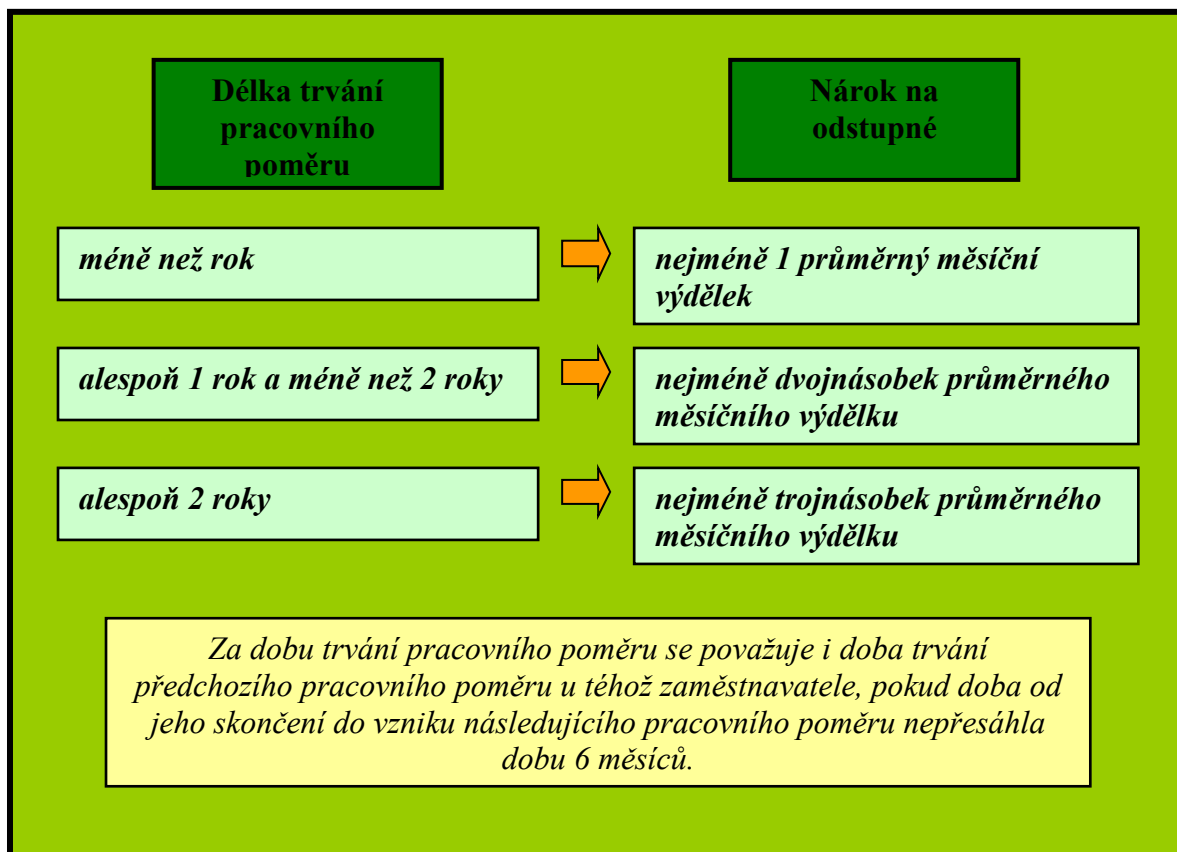 Délka trvání
pracovního
poměru
Nárok na
odstupné
méně než rok
nejméně 1 průměrný měsíční
výdělek
alespoň 1 rok a méně než 2 roky
nejméně dvojnásobek průměrného
měsíčního výdělku
alespoň 2 roky
nejméně trojnásobek průměrného
měsíčního výdělku
Za dobu trvání pracovního poměru se považuje i doba trvání
předchozího pracovního poměru u téhož zaměstnavatele, pokud doba od
jeho skončení do vzniku následujícího pracovního poměru nepřesáhla
dobu 6 měsíců.